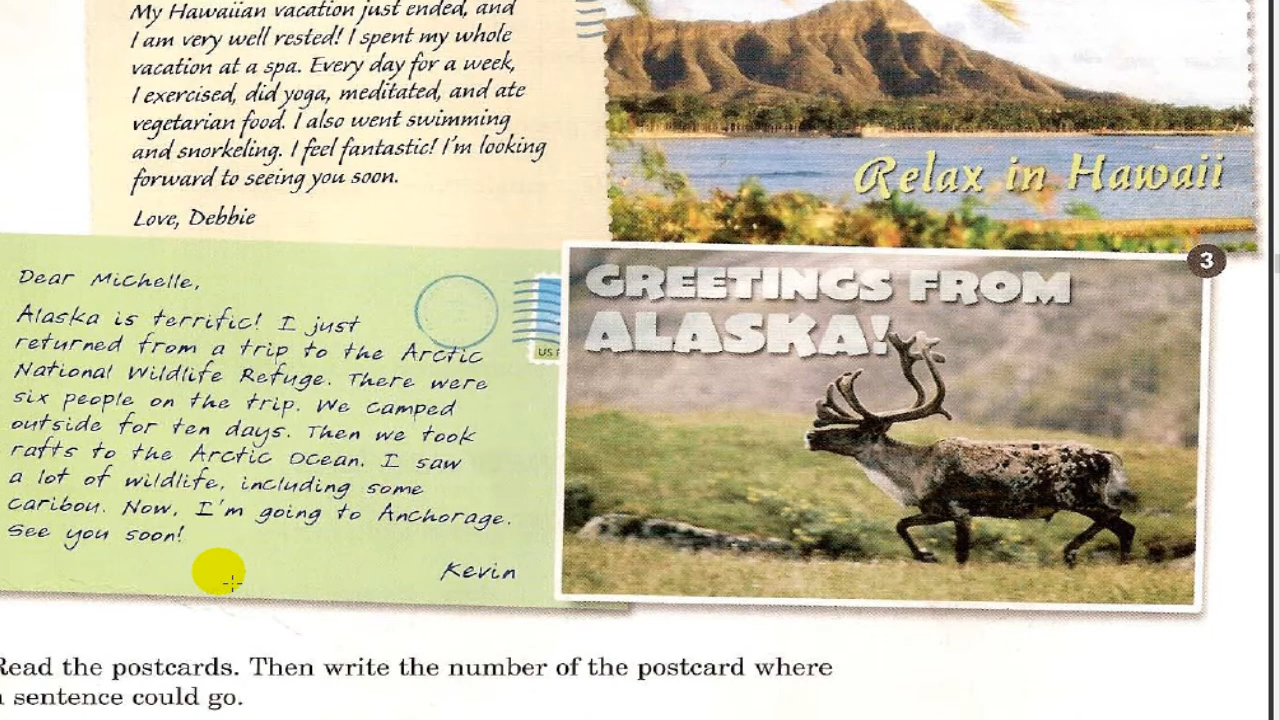 My Hawaiian vacation just ended, and
I am very well rested! I spent my whole
vacation at a spa. Every day for a week,
I exercised, did yoga, meditated, and ate
vegetarian food. I also went swimming
and snorkeling. I feel fantastic! I'm looking
forward to seeing you soon.
Love, Debbie
Relax in Hawaii
Dear Michelle,
Alaska is terrific! I just
returned from a trip to the Arctic
National Wildlife Refuge. There were
six people on the trip. We camped
outside for ten days. Then we took
rafts to the Arctic Ocean. I saw
a lot of wildlife, including some
caribou. Now, I'm going to Anchorage.
See you soon!
Kevin
US
GREETINGS FROM
ALASKA!
3
Read the postcards. Then write the number of the postcard where
sentence could go.